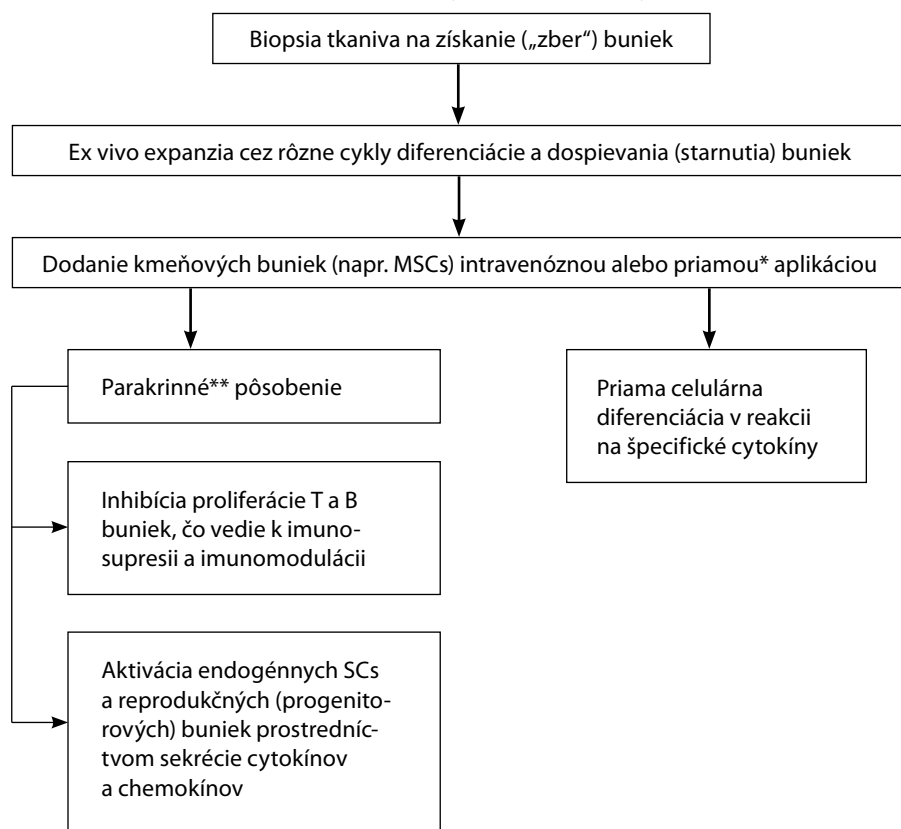 Biopsia tkaniva na získanie („zber“) buniek
Ex vivo expanzia cez rôzne cykly diferenciácie a dospievania (starnutia) buniek
Dodanie kmeňových buniek (napr. MSCs) intravenóznou alebo priamou* aplikáciou
Parakrinné** pôsobenie
Priama celulárna
diferenciácia v reakcii
na špecifické cytokíny
Inhibícia proliferácie T a B
buniek, čo vedie k imuno-
supresii a imunomodulácii
Aktivácia endogénnych SCs
a reprodukčných (progenito-
rových) buniek prostredníc-
tvom sekrécie cytokínov
a chemokínov